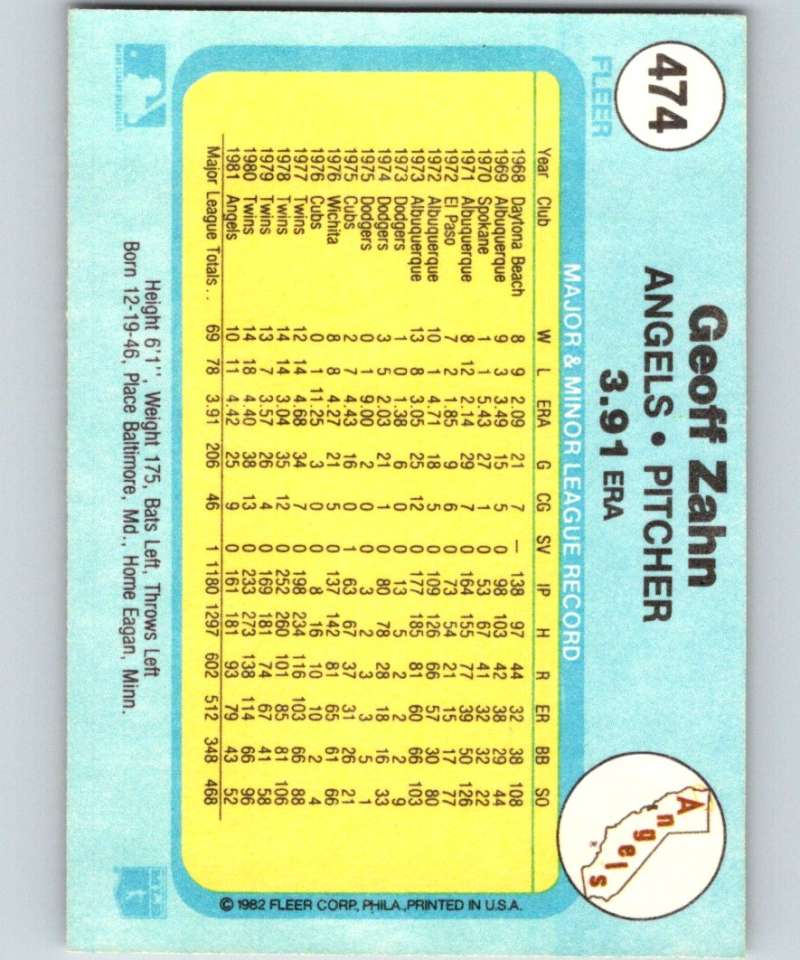 474
FLEER
Geoff Zahn
ANGELS • PITCHER
3.91 ERA
Angels
MAJOR & MINOR LEAGUE RECORD
Year Club W L ERA G CG SV IP H R ER BB SO
1968 Daytona Beach 8 9 2.09 21 7 — 138 97 44 32 38 108
1969 Albuquerque 9 3 3.49 15 5 0 98 103 42 38 29 44
1970 Spokane 1 1 5.43 27 1 0 53 67 41 32 32 22
1971 Albuquerque 8 12 2.14 29 7 0 164 155 77 39 50 126
1972 El Paso 7 2 1.85 9 6 0 73 54 21 15 17 77
1972 Albuquerque 10 1 4.71 18 5 0 109 126 66 57 30 80
1973 Albuquerque 13 8 3.05 25 12 0 177 185 81 60 66 103
1973 Dodgers 1 0 1.38 6 0 0 13 5 2 2 2 9
1974 Dodgers 3 5 2.03 21 1 0 80 78 28 18 16 33
1975 Dodgers 0 1 9.00 2 0 0 3 2 3 3 5 1
1975 Cubs 2 7 4.43 16 0 1 63 67 37 31 26 21
1976 Wichita 8 8 4.27 21 5 0 137 142 81 65 61 66
1976 Cubs 0 1 11.25 3 0 0 8 16 10 10 2 4
1977 Twins 12 14 4.68 34 7 0 198 234 116 103 66 88
1978 Twins 14 14 3.04 35 12 0 252 260 101 85 81 106
1979 Twins 13 7 3.57 26 4 0 169 181 74 67 41 58
1980 Twins 14 18 4.40 38 13 0 233 273 138 114 66 96
1981 Angels 10 11 4.42 25 9 0 161 181 93 79 43 52
Major League Totals . . 69 78 3.91 206 46 1 1180 1297 602 512 348 468
Height 6'1", Weight 175, Bats Left, Throws Left
Born 12-19-46, Place Baltimore, Md., Home Eagan, Minn.
© 1982 FLEER CORP., PHILA., PRINTED IN U.S.A.